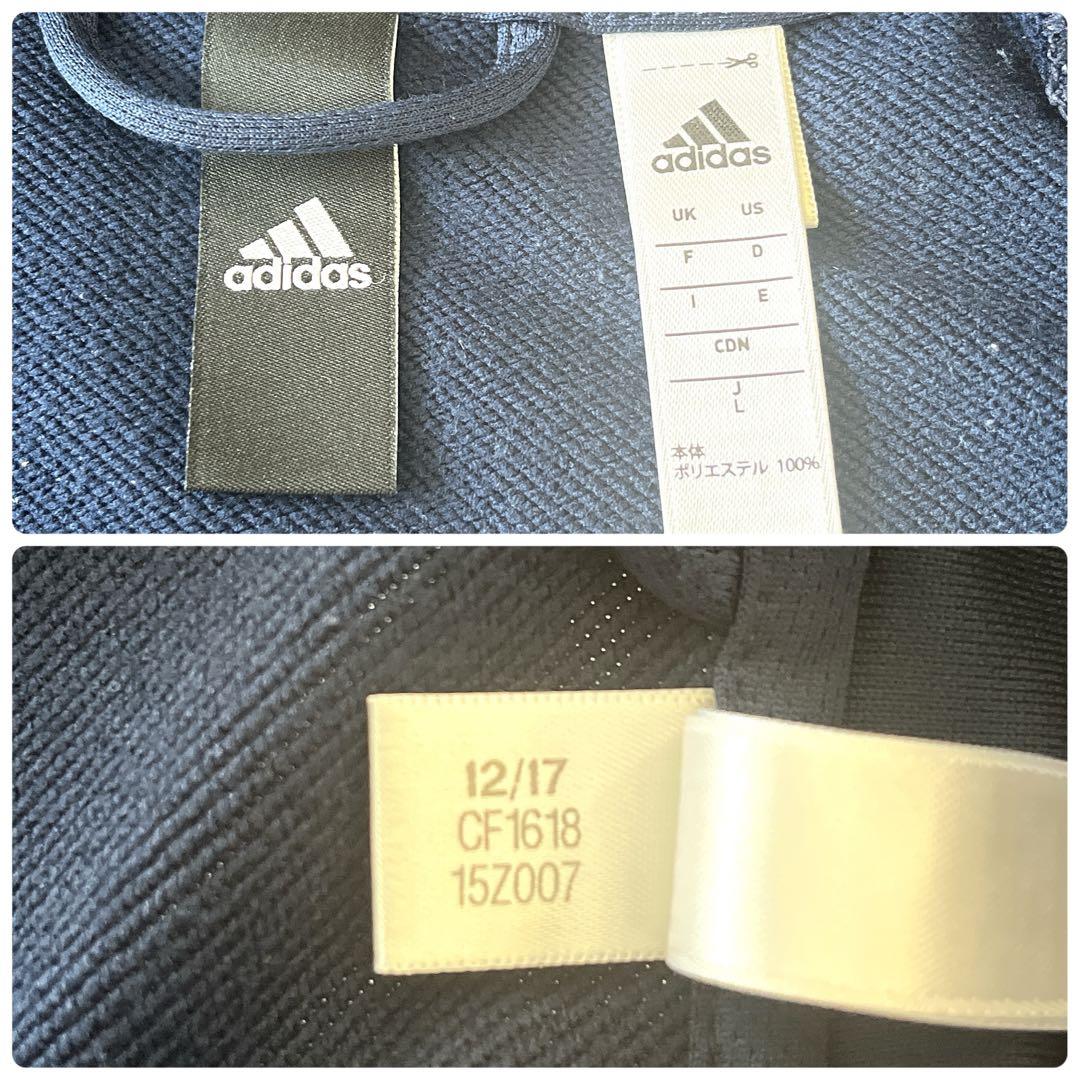 adidas
adidas
UK US
F D
I E
CDN
J
L
本体
ポリエステル 100%
12/17
CF1618
15Z007